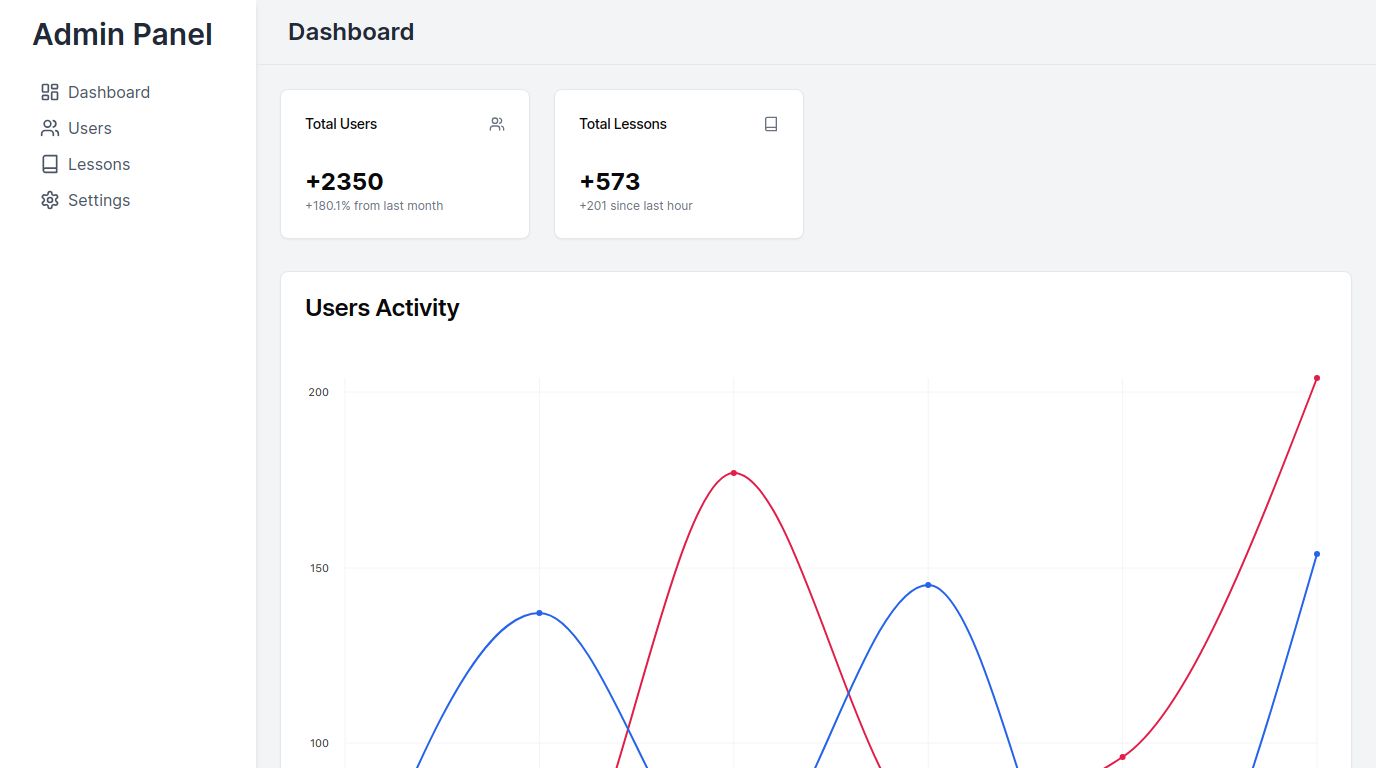 Admin Panel
Dashboard
Users
Lessons
Settings
Dashboard
Total Users
+2350
+180.1% from last month
Total Lessons
+573
+201 since last hour
Users Activity
200
150
100